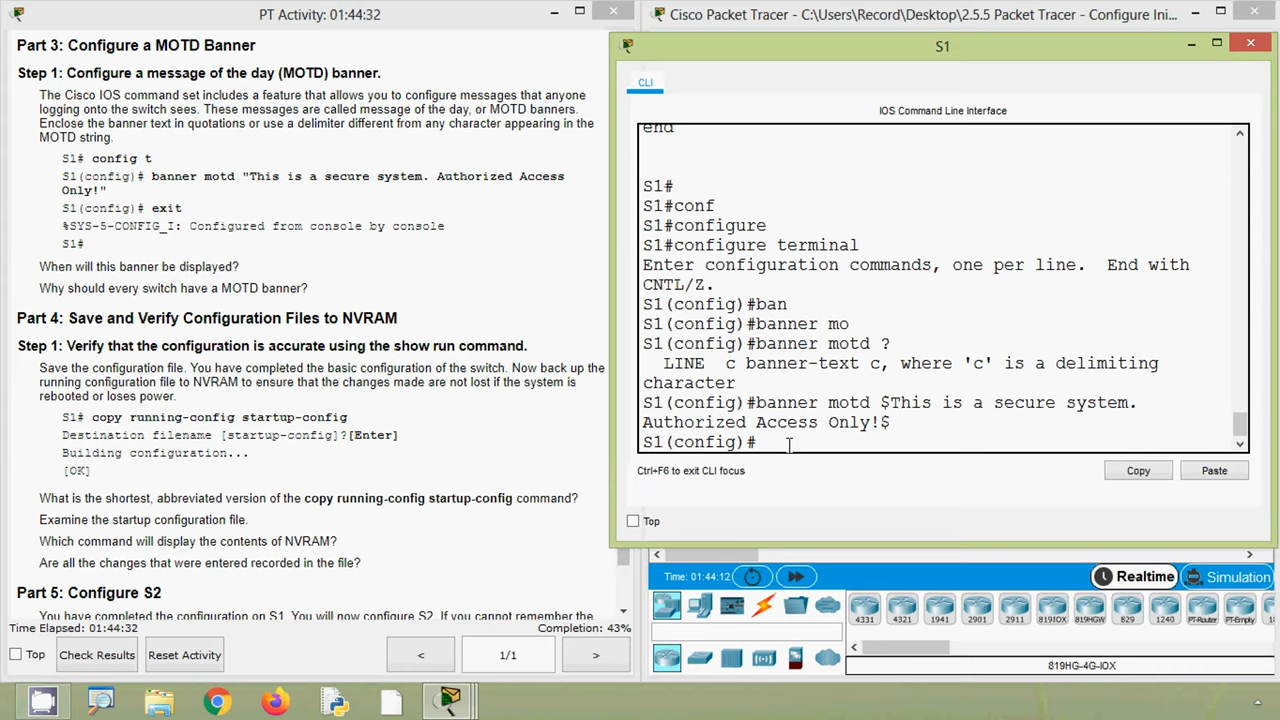 PT Activity: 01:44:32
Part 3: Configure a MOTD Banner
Step 1: Configure a message of the day (MOTD) banner.
The Cisco IOS command set includes a feature that allows you to configure messages that anyone
logging onto the switch sees. These messages are called message of the day, or MOTD banners.
Enclose the banner text in quotations or use a delimiter different from any character appearing in the
MOTD string.
S1# config t
S1(config)# banner motd "This is a secure system. Authorized Access
Only!"
S1(config)# exit
%SYS-5-CONFIG_I: Configured from console by console
S1#
When will this banner be displayed?
Why should every switch have a MOTD banner?
Part 4: Save and Verify Configuration Files to NVRAM
Step 1: Verify that the configuration is accurate using the show run command.
Save the configuration file. You have completed the basic configuration of the switch. Now back up the
running configuration file to NVRAM to ensure that the changes made are not lost if the system is
rebooted or loses power.
S1# copy running-config startup-config
Destination filename [startup-config]?[Enter]
Building configuration...
[OK]
What is the shortest, abbreviated version of the copy running-config startup-config command?
Examine the startup configuration file.
Which command will display the contents of NVRAM?
Are all the changes that were entered recorded in the file?
Part 5: Configure S2
You have completed the configuration on S1. You will now configure S2. If you cannot remember the
Time Elapsed: 01:44:32
Completion: 43%
Top
Check Results
Reset Activity
<
1/1
>
Cisco Packet Tracer - C:\Users\Record\Desktop\2.5.5 Packet Tracer - Configure Ini...
S1
CLI
IOS Command Line Interface
end
S1#
S1#conf
S1#configure
S1#configure terminal
Enter configuration commands, one per line.  End with
CNTL/Z.
S1(config)#ban
S1(config)#banner mo
S1(config)#banner motd ?
LINE  c banner-text c, where 'c' is a delimiting
character
S1(config)#banner motd $This is a secure system.
Authorized Access Only!$
S1(config)#
Ctrl+F6 to exit CLI focus
Copy
Paste
Top
Time: 01:44:12
Realtime
Simulation
4331
4321
1941
2901
2911
819IOX
819HGW
829
1240
PT-Router
PT-Empty
819HG-4G-IOX